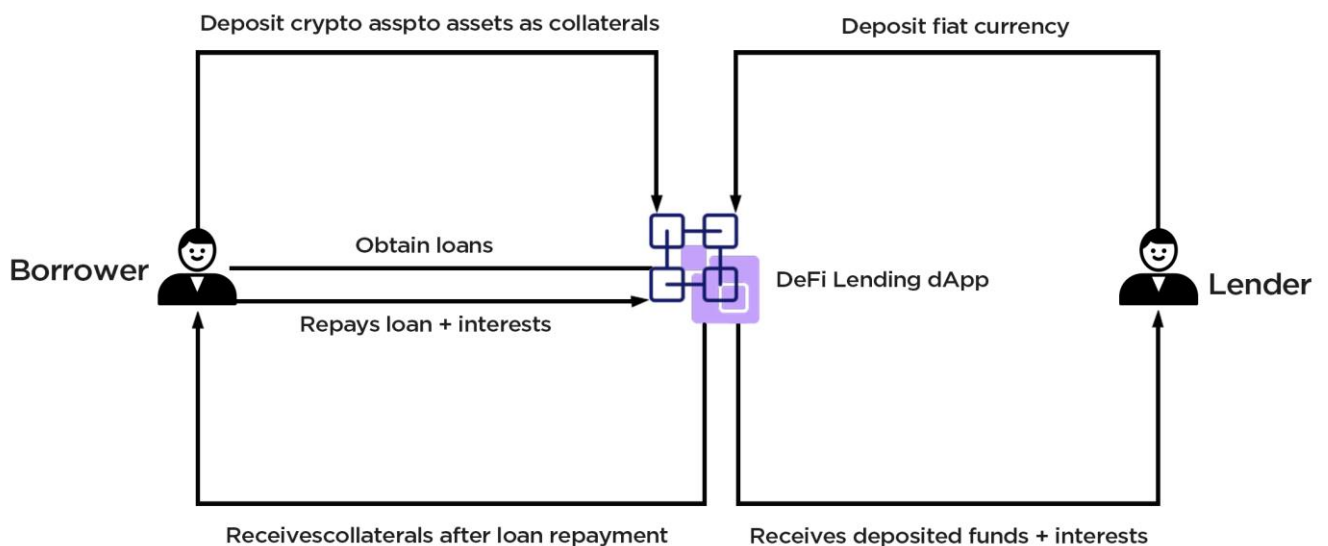 Deposit crypto asspto assets as collaterals
Deposit fiat currency
Obtain loans
Borrower
DeFi Lending dApp
Lender
Repays loan + interests
Receivescollaterals after loan repayment
Receives deposited funds + interests